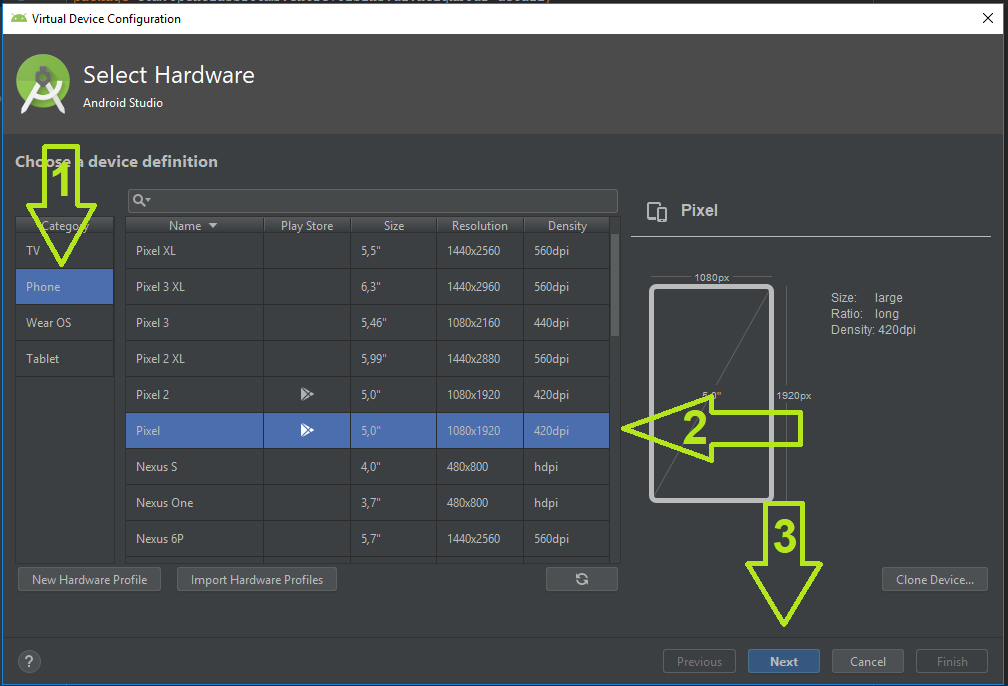 Virtual Device Configuration
Select Hardware
Android Studio
Choose a device definition
1
Category
TV
Phone
Wear OS
Tablet
Name Play Store Size Resolution Density
Pixel XL 5,5" 1440x2560 560dpi
Pixel 3 XL 6,3" 1440x2960 560dpi
Pixel 3 5,46" 1080x2160 440dpi
Pixel 2 XL 5,99" 1440x2880 560dpi
Pixel 2 5,0" 1080x1920 420dpi
Pixel 5,0" 1080x1920 420dpi
Nexus S 4,0" 480x800 hdpi
Nexus One 3,7" 480x800 hdpi
Nexus 6P 5,7" 1440x2560 560dpi
Pixel
1080px
5,0"
1920px
Size: large
Ratio: long
Density: 420dpi
2
3
New Hardware Profile
Import Hardware Profiles
Clone Device...
?
Previous
Next
Cancel
Finish